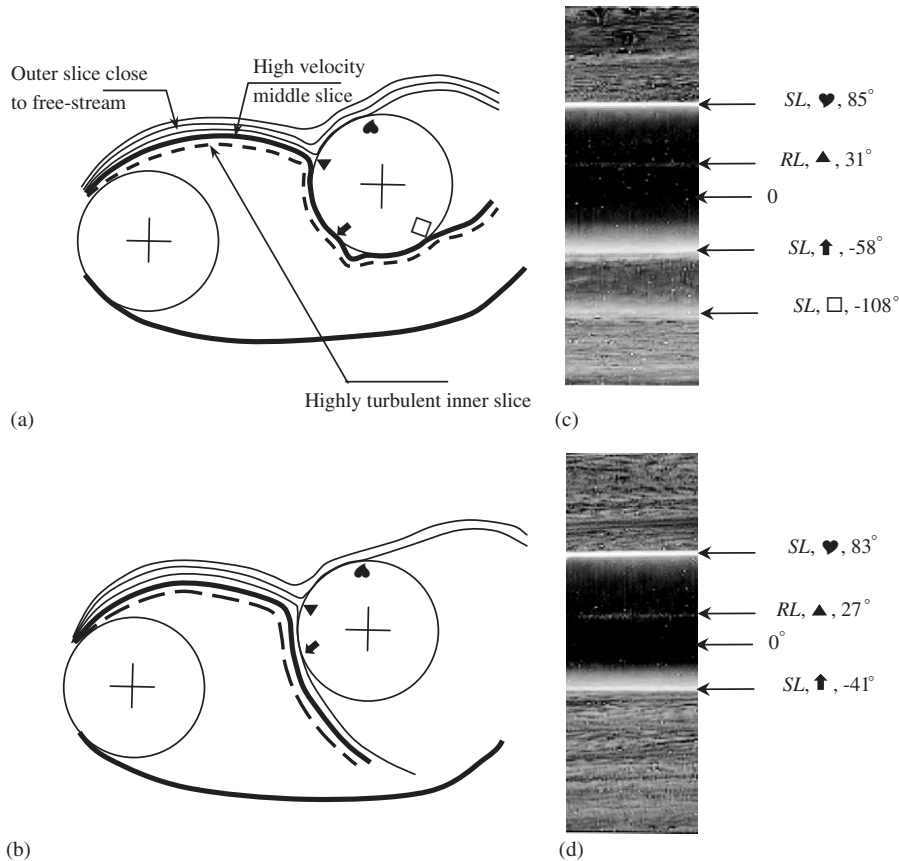 Outer slice close
to free-stream
High velocity
middle slice
Highly turbulent inner slice
(a)
SL, ♥, 85°
RL, ▲, 31°
0
SL, ⬆, -58°
SL, □, -108°
(c)
(b)
SL, ♥, 83°
RL, ▲, 27°
0°
SL, ⬆, -41°
(d)